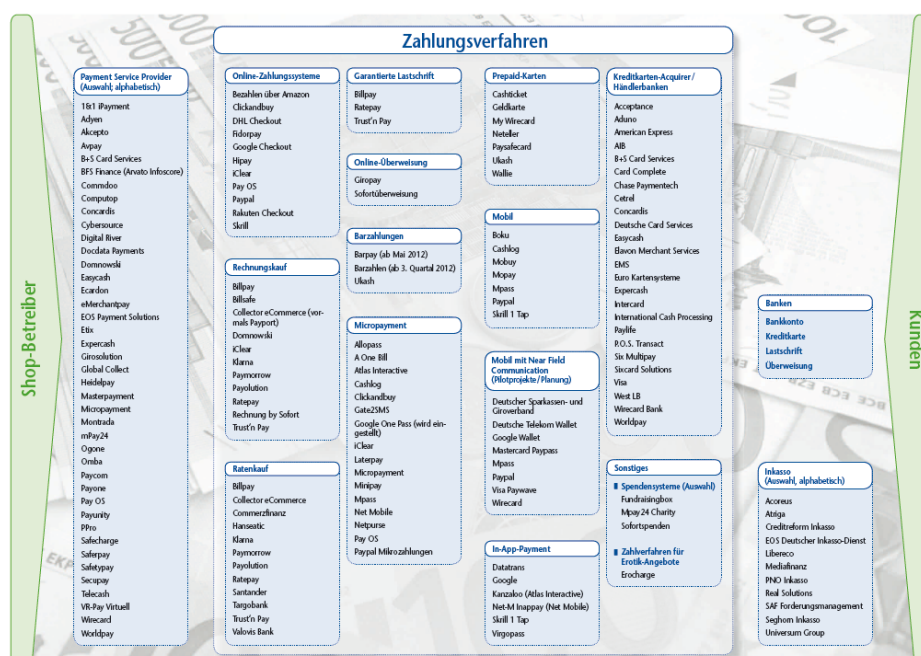 Zahlungsverfahren
Shop-Betreiber
Payment Service Provider
(Auswahl; alphabetisch)
1&1 iPayment
Adyen
Akcepto
Avpay
B+S Card Services
BFS Finance (Arvato Infoscore)
Commdoo
Computop
Concardis
Cybersource
Digital River
Docdata Payments
Domnowski
Easycash
Ecardon
eMerchantpay
EOS Payment Solutions
Etix
Expercash
Girosolution
Global Collect
Heidelpay
Masterpayment
Micropayment
Montrada
mPay24
Ogone
Omba
Paycom
Payone
Pay OS
Payunity
PPro
Safecharge
Saferpay
Safetypay
Secupay
Telecash
VR-Pay Virtuell
Wirecard
Worldpay
Online-Zahlungssysteme
Bezahlen über Amazon
Clickandbuy
DHL Checkout
Fidorpay
Google Checkout
Hipay
iClear
Pay OS
Paypal
Rakuten Checkout
Skrill
Rechnungskauf
Billpay
Billsafe
Collector eCommerce (vor-
mals Payport)
Domnowski
iClear
Klarna
Paymorrow
Payolution
Ratepay
Rechnung by Sofort
Trust'n Pay
Ratenkauf
Billpay
Collector eCommerce
Commerzfinanz
Hanseatic
Klarna
Paymorrow
Payolution
Ratepay
Santander
Targobank
Trust'n Pay
Valovis Bank
Garantierte Lastschrift
Billpay
Ratepay
Trust'n Pay
Online-Überweisung
Giropay
Sofortüberweisung
Barzahlungen
Barpay (ab Mai 2012)
Barzahlen (ab 3. Quartal 2012)
Ukash
Micropayment
Allopass
A One Bill
Atlas Interactive
Cashlog
Clickandbuy
Gate2SMS
Google One Pass (wird ein-
gestellt)
iClear
Laterpay
Micropayment
Minipay
Mpass
Net Mobile
Netpurse
Pay OS
Paypal Mikrozahlungen
Prepaid-Karten
Cashticket
Geldkarte
My Wirecard
Neteller
Paysafecard
Ukash
Wallie
Mobil
Boku
Cashlog
Mobuy
Mopay
Mpass
Paypal
Skrill 1 Tap
Mobil mit Near Field
Communication
(Pilotprojekte/Planung)
Deutscher Sparkassen- und
Giroverband
Deutsche Telekom Wallet
Google Wallet
Mastercard Paypass
Mpass
Paypal
Visa Paywave
Wirecard
In-App-Payment
Datatrans
Google
Kanzaloo (Atlas Interactive)
Net-M Inappay (Net Mobile)
Skrill 1 Tap
Virgopass
Kreditkarten-Acquirer/
Händlerbanken
Acceptance
Aduno
American Express
AIB
B+S Card Services
Card Complete
Chase Paymentech
Cetrel
Concardis
Deutsche Card Services
Easycash
Elavon Merchant Services
EMS
Euro Kartensysteme
Expercash
Intercard
International Cash Processing
Paylife
P.O.S. Transact
Six Multipay
Sixcard Solutions
Visa
West LB
Wirecard Bank
Worldpay
Sonstiges
Spendensysteme (Auswahl)
Fundraisingbox
Mpay24 Charity
Sofortspenden
Zahlverfahren für
Erotik-Angebote
Erocharge
Banken
Bankkonto
Kreditkarte
Lastschrift
Überweisung
Inkasso
(Auswahl, alphabetisch)
Acoreus
Atriga
Creditreform Inkasso
EOS Deutscher Inkasso-Dienst
Libereco
Mediafinanz
PNO Inkasso
Real Solutions
SAF Forderungsmanagement
Seghorn Inkasso
Universum Group
Kunden